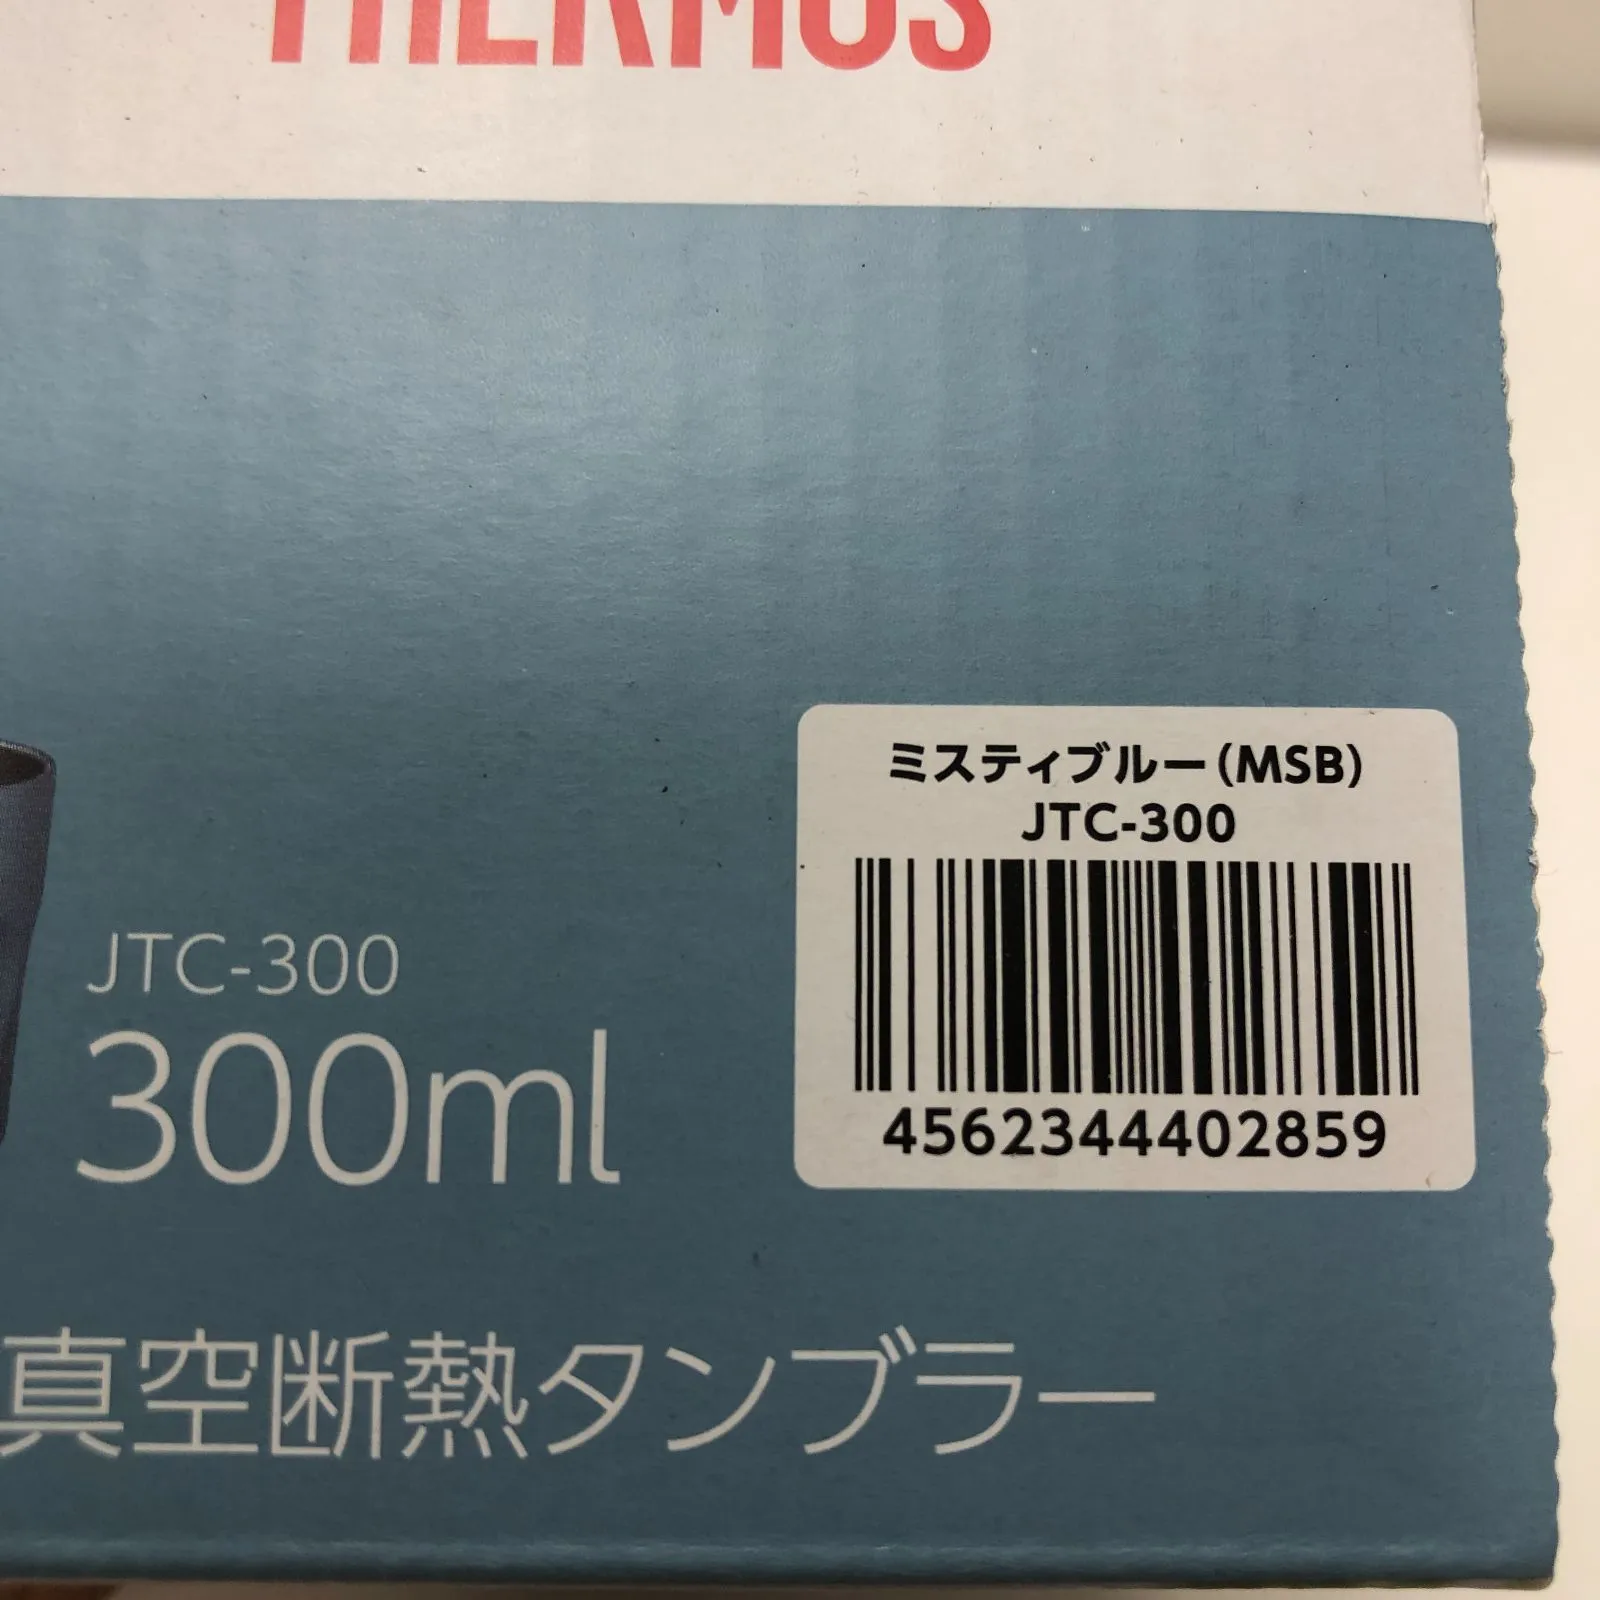 THERMOS
ミスティブルー(MSB)
JTC-300
4562344402859
JTC-300
300ml
真空断熱タンブラー